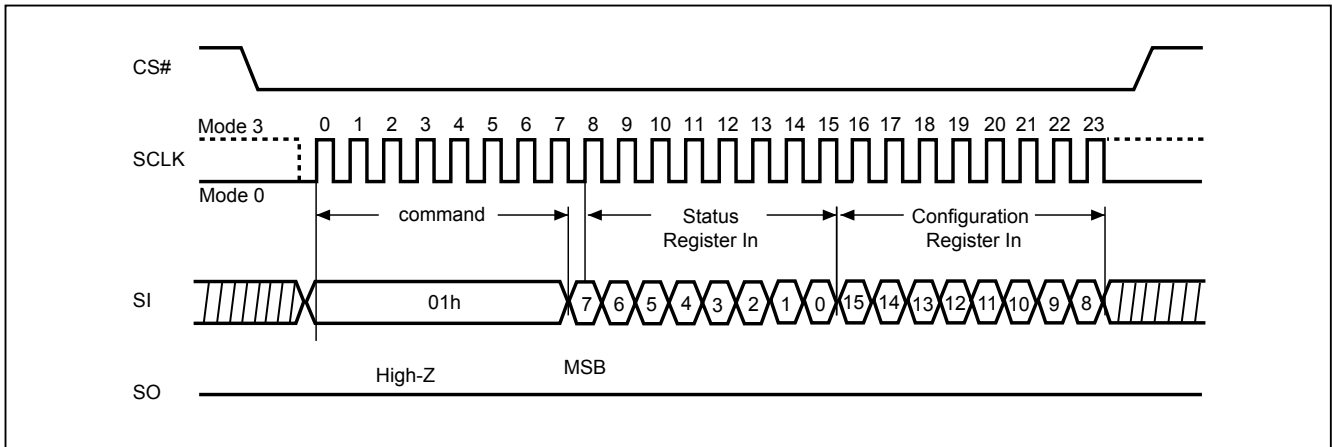 CS#
Mode 3
0 1 2 3 4 5 6 7 8 9 10 11 12 13 14 15 16 17 18 19 20 21 22 23
SCLK
Mode 0
command
Status
Register In
Configuration
Register In
SI
01h
7 6 5 4 3 2 1 0 15 14 13 12 11 10 9 8
High-Z
MSB
SO